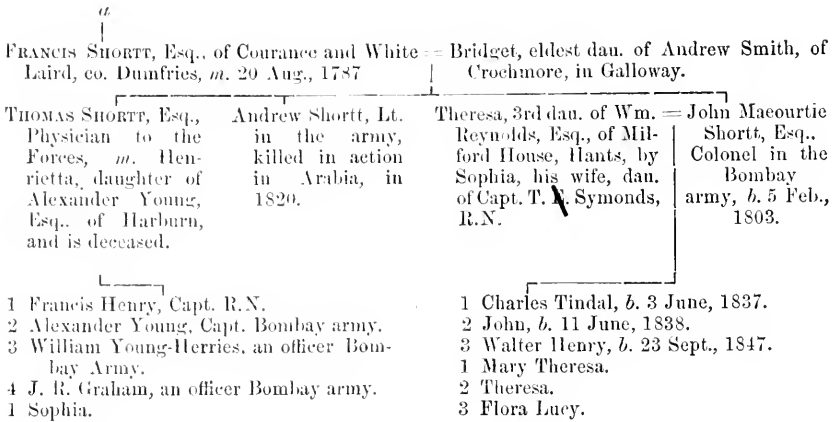 a
FRANCIS SHORTT, Esq., of Courance and White = Bridget, eldest dau. of Andrew Smith, of
Laird, co. Dumfries, m. 20 Aug., 1787
Crochmore, in Galloway.
THOMAS SHORTT, Esq.,
Physician to the
Forces, m. Hen-
rietta, daughter of
Alexander Young,
Esq., of Harburn,
and is deceased.
Andrew Shortt, Lt.
in the army,
killed in action
in Arabia, in
1820.
Theresa, 3rd dau. of Wm. =
Reynolds, Esq., of Mil-
ford House, Hants, by
Sophia, his wife, dau.
of Capt. T. E. Symonds,
R.N.
John Macourtie
Shortt, Esq.,
Colonel in the
Bombay
army, b. 5 Feb.,
1803.
1 Francis Henry, Capt. R.N.
2 Alexander Young, Capt. Bombay army.
3 William Young-Herries, an officer Bom-
bay Army.
4 J. R. Graham, an officer Bombay army.
1 Sophia.
1 Charles Tindal, b. 3 June, 1837.
2 John, b. 11 June, 1838.
3 Walter Henry, b. 23 Sept., 1847.
1 Mary Theresa.
2 Theresa.
3 Flora Lucy.